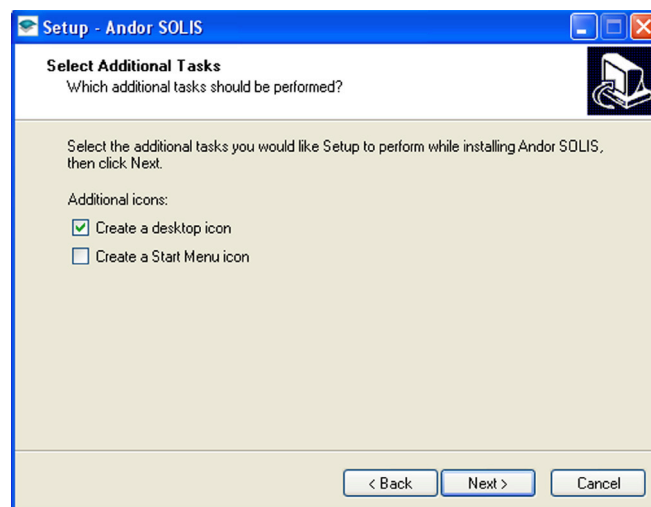 Setup - Andor SOLIS
Select Additional Tasks
Which additional tasks should be performed?
Select the additional tasks you would like Setup to perform while installing Andor SOLIS,
then click Next.
Additional icons:
Create a desktop icon
Create a Start Menu icon
< Back
Next >
Cancel